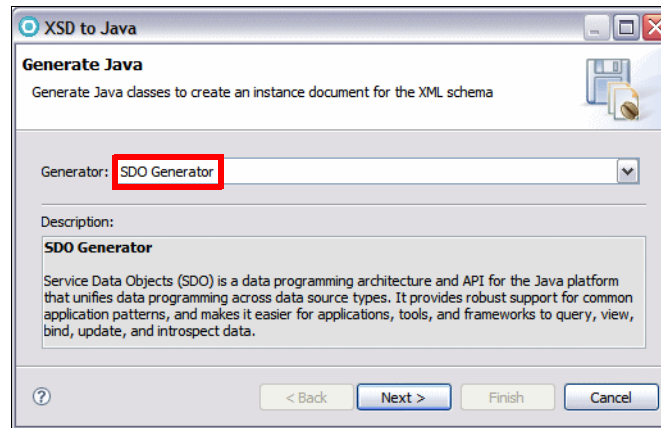 XSD to Java
Generate Java
Generate Java classes to create an instance document for the XML schema
Generator: SDO Generator
Description:
SDO Generator
Service Data Objects (SDO) is a data programming architecture and API for the Java platform
that unifies data programming across data source types. It provides robust support for common
application patterns, and makes it easier for applications, tools, and frameworks to query, view,
bind, update, and introspect data.
? < Back Next > Finish Cancel